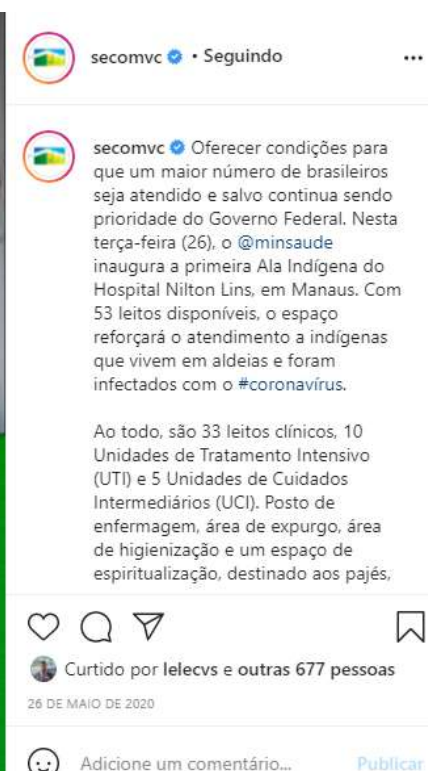 secomvc • Seguindo
secomvc Oferecer condições para
que um maior número de brasileiros
seja atendido e salvo continua sendo
prioridade do Governo Federal. Nesta
terça-feira (26), o @minsaude
inaugura a primeira Ala Indígena do
Hospital Nilton Lins, em Manaus. Com
53 leitos disponíveis, o espaço
reforçará o atendimento a indígenas
que vivem em aldeias e foram
infectados com o #coronavírus.
Ao todo, são 33 leitos clínicos, 10
Unidades de Tratamento Intensivo
(UTI) e 5 Unidades de Cuidados
Intermediários (UCI). Posto de
enfermagem, área de expurgo, área
de higienização e um espaço de
espiritualização, destinado aos pajés,
Curtido por lelecvs e outras 677 pessoas
26 DE MAIO DE 2020
Adicione um comentário... Publicar